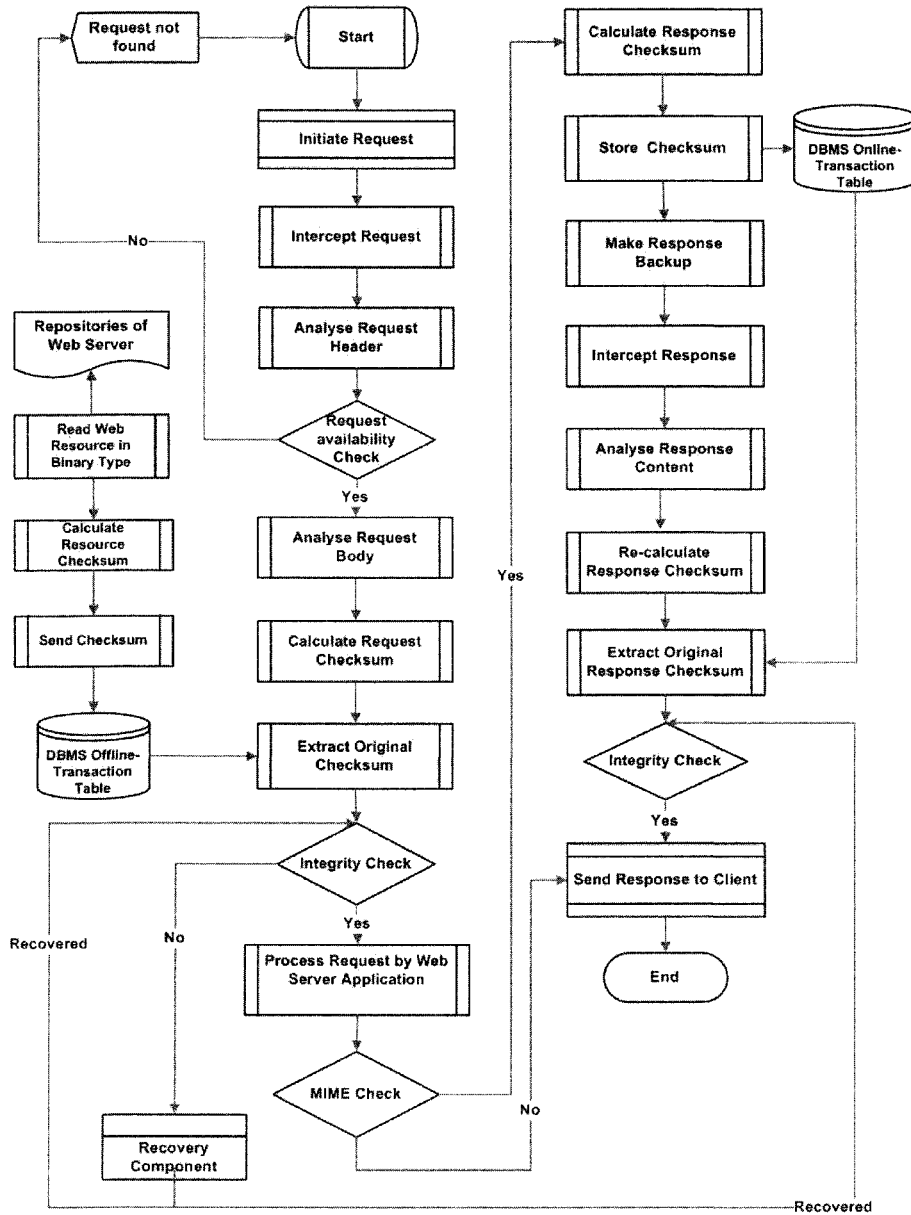 Request not
found
Start
Initiate Request
Intercept Request
No
Analyse Request
Header
Request
availability
Check
Yes
Repositories of
Web Server
Read Web
Resource in
Binary Type
Calculate
Resource
Checksum
Send Checksum
DBMS Offline-
Transaction
Table
Analyse Request
Body
Calculate Request
Checksum
Extract Original
Checksum
Integrity Check
Yes
No
Recovered
Process Request by Web
Server Application
MIME Check
Recovery
Component
Yes
No
Calculate Response
Checksum
Store Checksum
DBMS Online-
Transaction
Table
Make Response
Backup
Intercept Response
Analyse Response
Content
Re-calculate
Response Checksum
Extract Original
Response Checksum
Integrity Check
Yes
Send Response to Client
End
Recovered